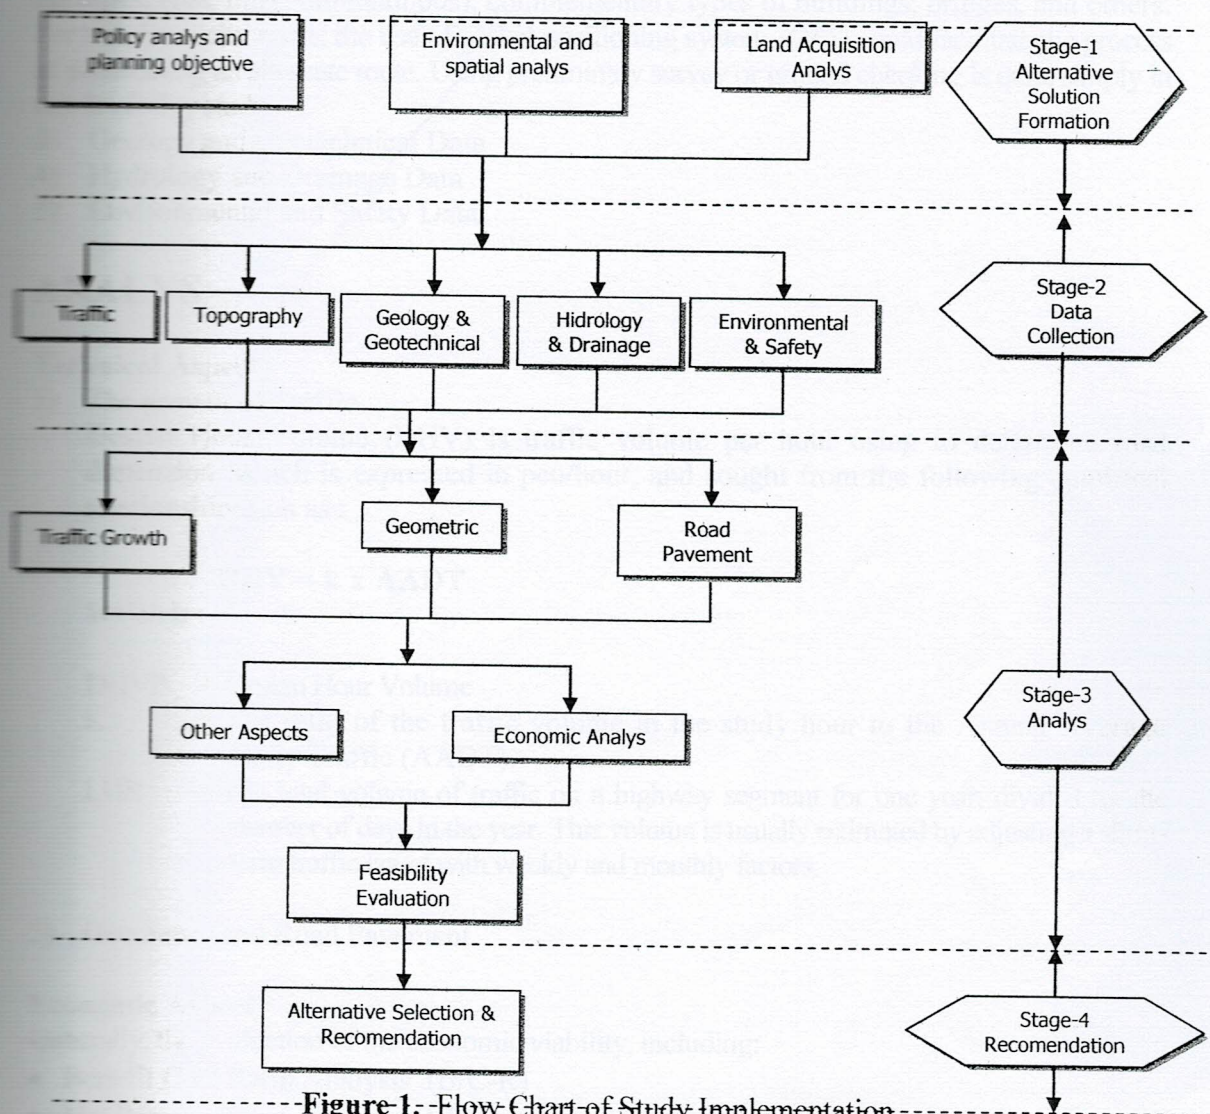 Policy analys and
planning objective
Environmental and
spatial analys
Land Acquisition
Analys
Stage-1
Alternative
Solution
Formation
Traffic
Topography
Geology &
Geotechnical
Hidrology
& Drainage
Environmental
& Safety
Stage-2
Data
Collection
Traffic Growth
Geometric
Road
Pavement
Other Aspects
Economic Analys
Stage-3
Analys
Feasibility
Evaluation
Alternative Selection &
Recomendation
Stage-4
Recomendation
Figure 1. Flow Chart of Study Implementation